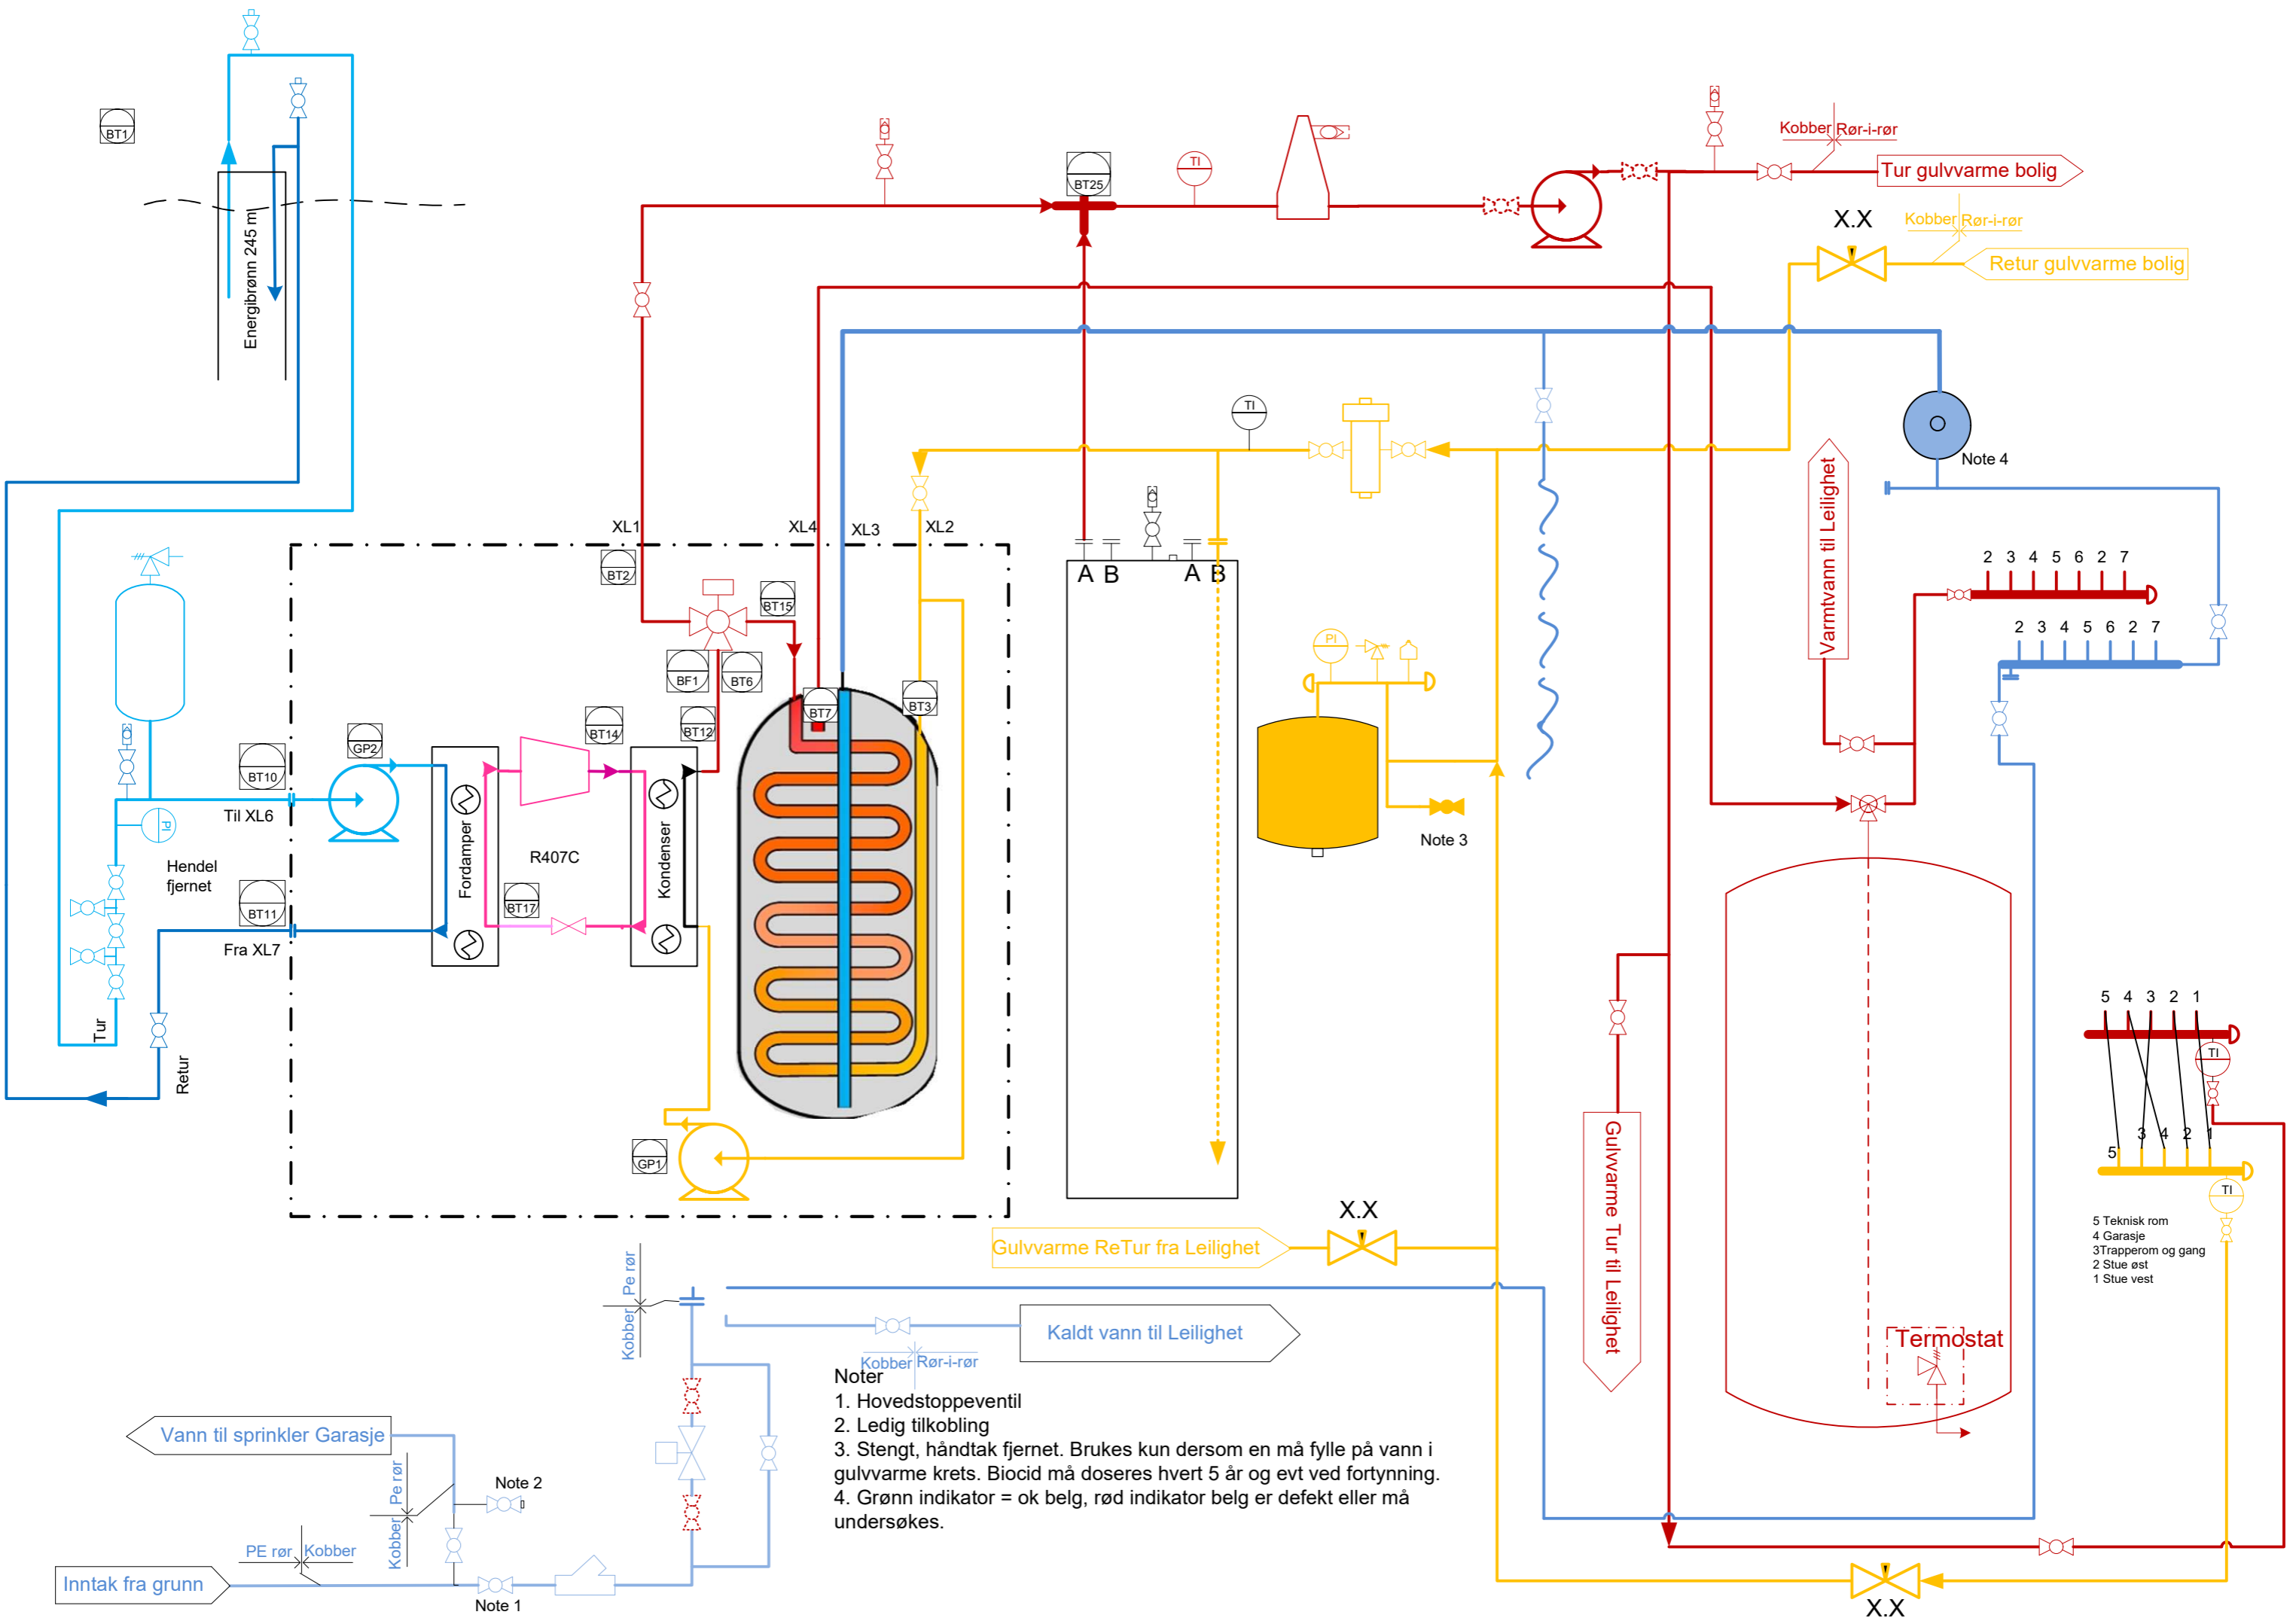 BT1
Energibrønn 245 m
BT25
TI
Kobber Rør-i-rør
Tur gulvvarme bolig
X.X
Kobber Rør-i-rør
Retur gulvvarme bolig
TI
Note 4
XL1
XL4
XL3
XL2
BT2
BT15
A B
A B
Varmtvann til Leilighet
2 3 4 5 6 2 7
2 3 4 5 6 2 7
BF1
BT6
BT7
BT3
PI
GP2
BT14
BT12
BT10
Til XL6
PI
Fordamper
R407C
Kondenser
Note 3
Hendel
fjernet
BT11
BT17
Fra XL7
Tur
Retur
GP1
5 4 3 2 1
TI
5 3 4 2 1
TI
5 Teknisk rom
4 Garasje
3Trapperom og gang
2 Stue øst
1 Stue vest
Gulvvarme Tur til Leilighet
X.X
Gulvvarme ReTur fra Leilighet
Kobber Pe rør
Kaldt vann til Leilighet
Kobber Rør-i-rør
Termostat
Noter
1. Hovedstoppeventil
2. Ledig tilkobling
3. Stengt, håndtak fjernet. Brukes kun dersom en må fylle på vann i
gulvvarme krets. Biocid må doseres hvert 5 år og evt ved fortynning.
4. Grønn indikator = ok belg, rød indikator belg er defekt eller må
undersøkes.
Vann til sprinkler Garasje
Note 2
Kobber Pe rør
PE rør Kobber
Inntak fra grunn
Note 1
X.X